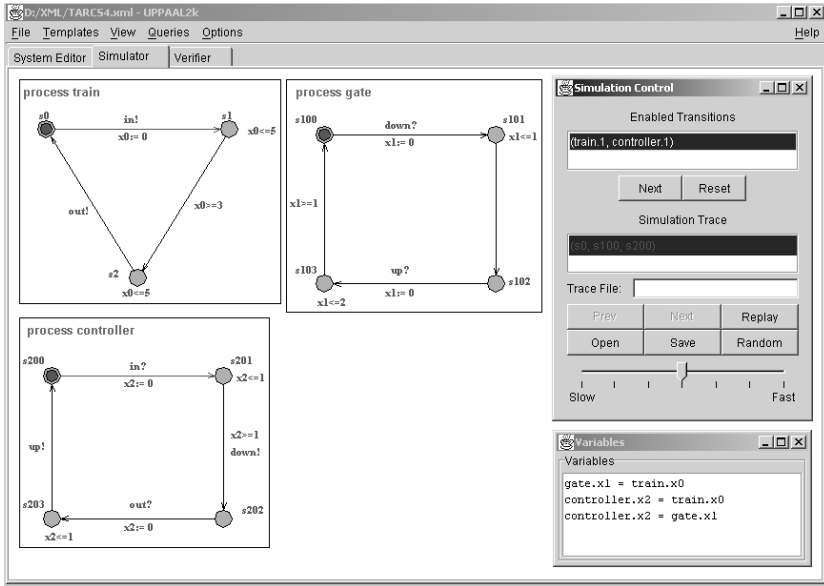 D:/XML/TARC54.xml - UPPAAL2k
File Templates View Queries Options Help
System Editor Simulator Verifier
process train
s0
in!
x0:= 0
s1
x0<=5
out!
x0>=3
s2
x0<=5
process gate
s100
down?
x1:= 0
s101
x1<=1
x1>=1
s103
x1<=2
up?
x1:= 0
s102
process controller
s200
in?
x2:= 0
s201
x2<=1
up!
x2>=1
down!
s203
x2<=1
out?
x2:= 0
s202
Simulation Control
Enabled Transitions
(train.1, controller.1)
Next Reset
Simulation Trace
(s0, s100, s200)
Trace File:
Prev Next Replay
Open Save Random
Slow Fast
Variables
Variables
gate.x1 = train.x0
controller.x2 = train.x0
controller.x2 = gate.x1